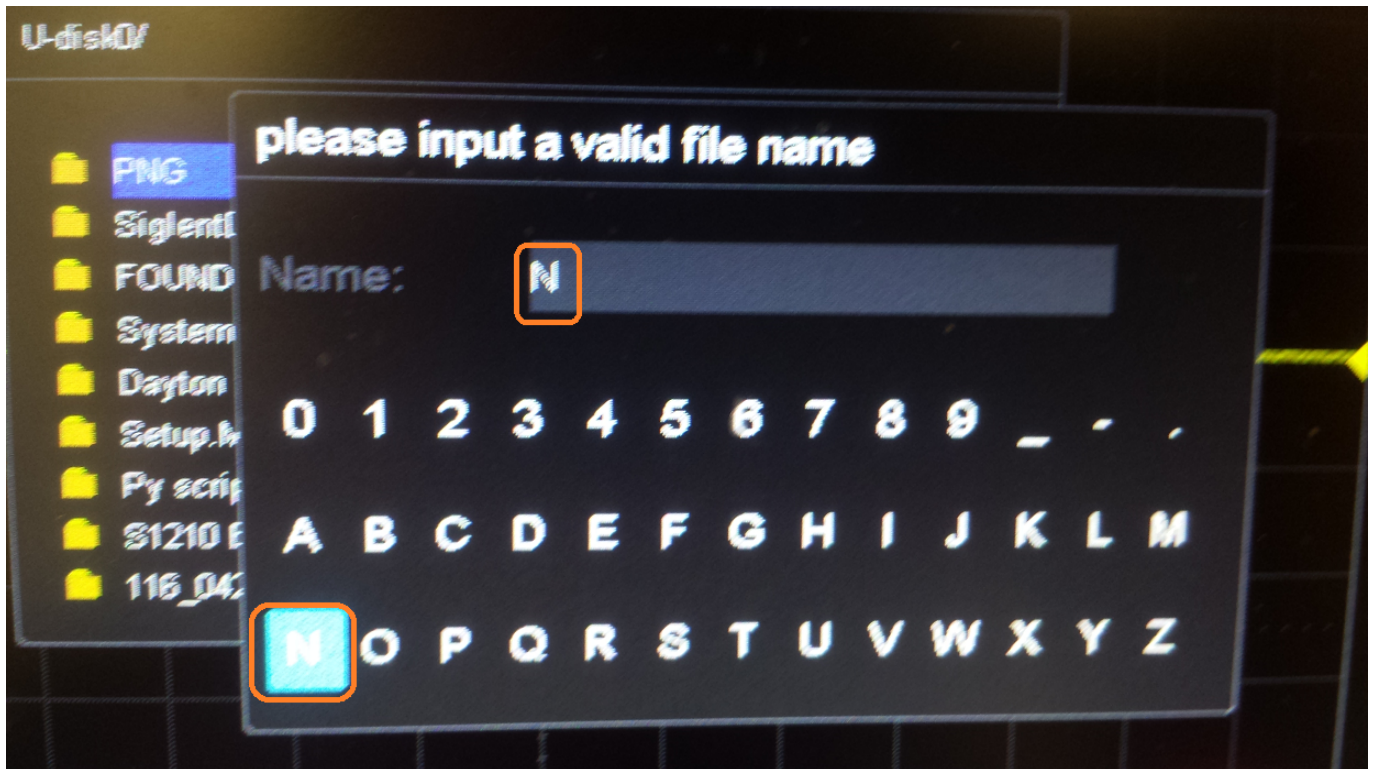 U-disk0/
please input a valid file name
PNG
Siglent
FOUND
Name:
N
System
Dayton
0 1 2 3 4 5 6 7 8 9 _ - .
Setup.
Py scrip
A B C D E F G H I J K L M
S1210 E
116_042
N O P Q R S T U V W X Y Z